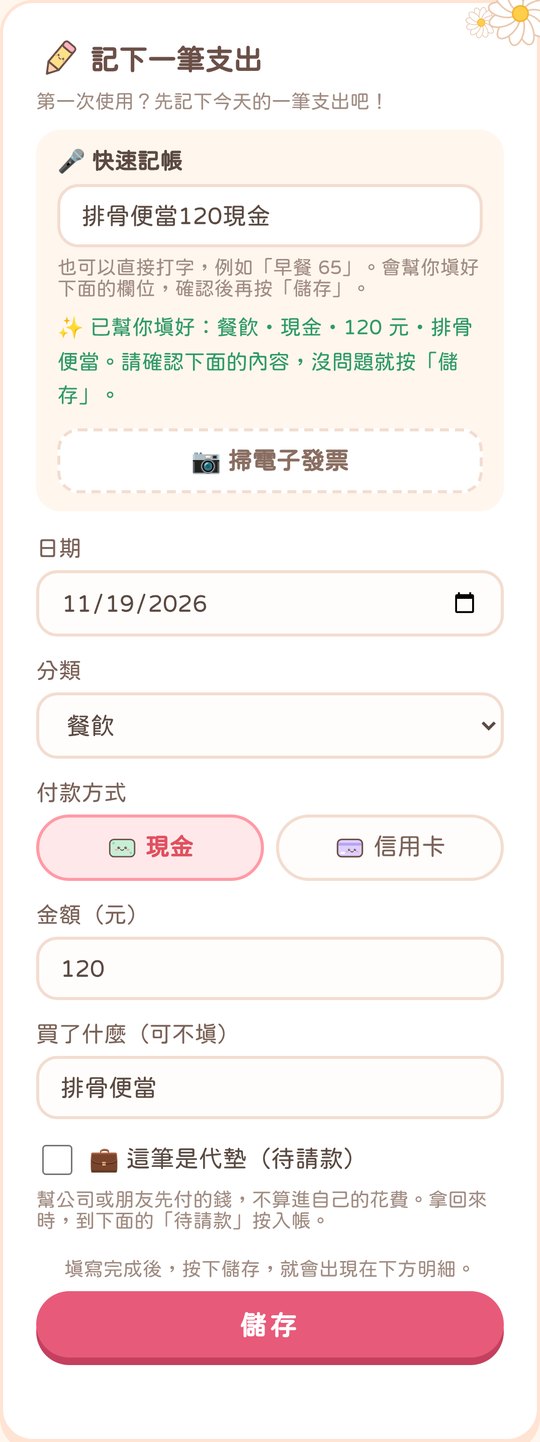 記下一筆支出
第一次使用？先記下今天的一筆支出吧！
快速記帳
排骨便當120現金
也可以直接打字，例如「早餐 65」。會幫你填好
下面的欄位，確認後再按「儲存」。
✨ 已幫你填好：餐飲・現金・120 元・排骨
便當。請確認下面的內容，沒問題就按「儲
存」。
掃電子發票
日期
11/19/2026
分類
餐飲
付款方式
現金
信用卡
金額（元）
120
買了什麼（可不填）
排骨便當
這筆是代墊（待請款）
幫公司或朋友先付的錢，不算進自己的花費。拿回來
時，到下面的「待請款」按入帳。
填寫完成後，按下儲存，就會出現在下方明細。
儲存